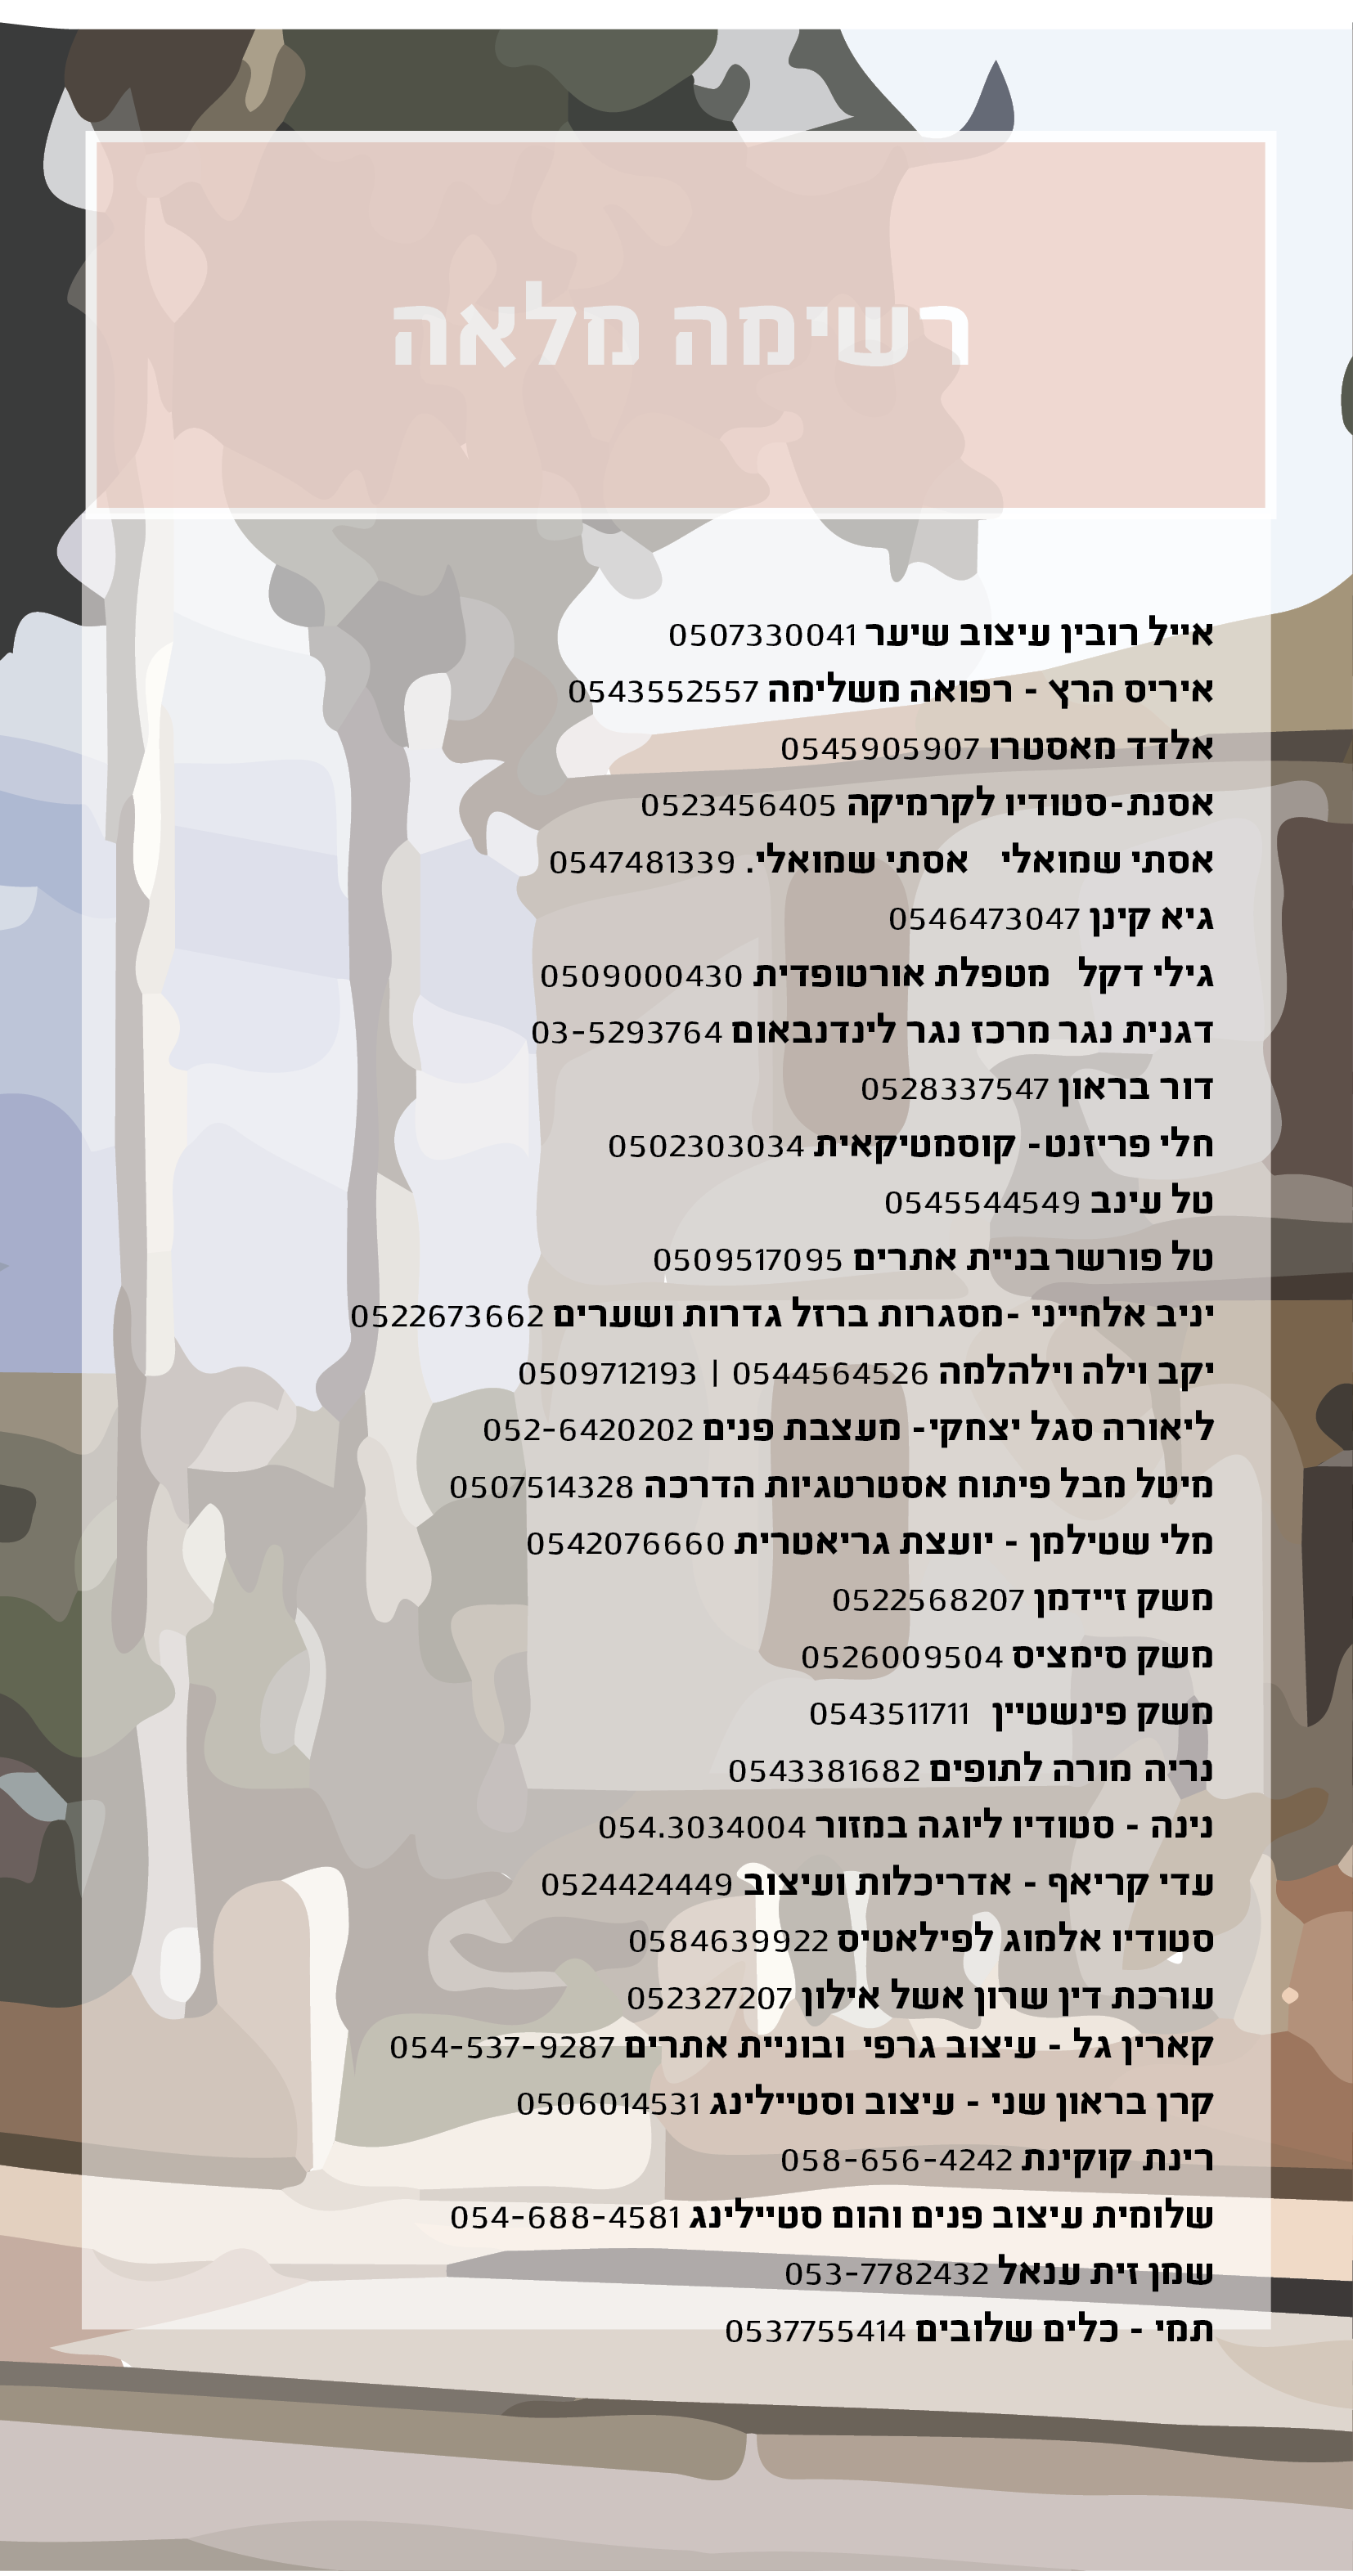 רשימה מלאה
אייל רובין עיצוב שיער 0507330041
איריס הרץ - רפואה משלימה 0543552557
אלדד מאסטרו 0545905907
אסנת-סטודיו לקרמיקה 0523456405
אסתי שמואלי אסתי שמואלי. 0547481339
גיא קינן 0546473047
גילי דקל מטפלת אורטופדית 0509000430
דגנית נגר מרכז נגר לינדנבאום 03-5293764
דור בראון 0528337547
חלי פריזנט- קוסמטיקאית 0502303034
טל עינב 0545544549
טל פורשר בניית אתרים 0509517095
יניב אלחייני -מסגרות ברזל גדרות ושערים 0522673662
יקב וילה וילהלמה 0544564526 | 0509712193
ליאורה סגל יצחקי- מעצבת פנים 052-6420202
מיטל מבל פיתוח אסטרטגיות הדרכה 0507514328
מלי שטילמן - יועצת גריאטרית 0542076660
משק זיידמן 0522568207
משק סימציס 0526009504
משק פינשטיין 0543511711
נריה מורה לתופים 0543381682
נינה - סטודיו ליוגה במזור 054.3034004
עדי קריאף - אדריכלות ועיצוב 0524424449
סטודיו אלמוג לפילאטיס 0584639922
עורכת דין שרון אשל אילון 052327207
קארין גל - עיצוב גרפי ובוניית אתרים 054-537-9287
קרן בראון שני - עיצוב וסטיילינג 0506014531
רינת קוקינת 058-656-4242
שלומית עיצוב פנים והום סטיילינג 054-688-4581
שמן זית ענאל 053-7782432
תמי - כלים שלובים 0537755414